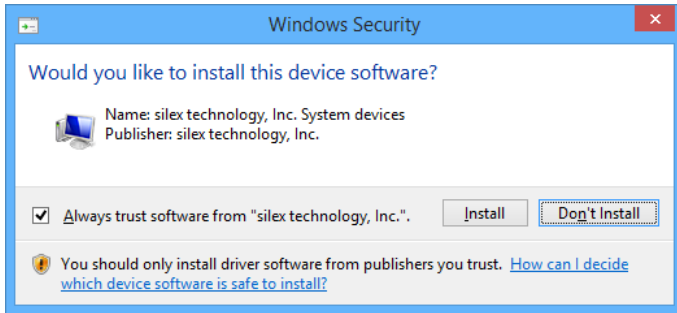 Windows Security
Would you like to install this device software?
Name: silex technology, Inc. System devices
Publisher: silex technology, Inc.
Always trust software from "silex technology, Inc.".
Install
Don't Install
You should only install driver software from publishers you trust. How can I decide
which device software is safe to install?